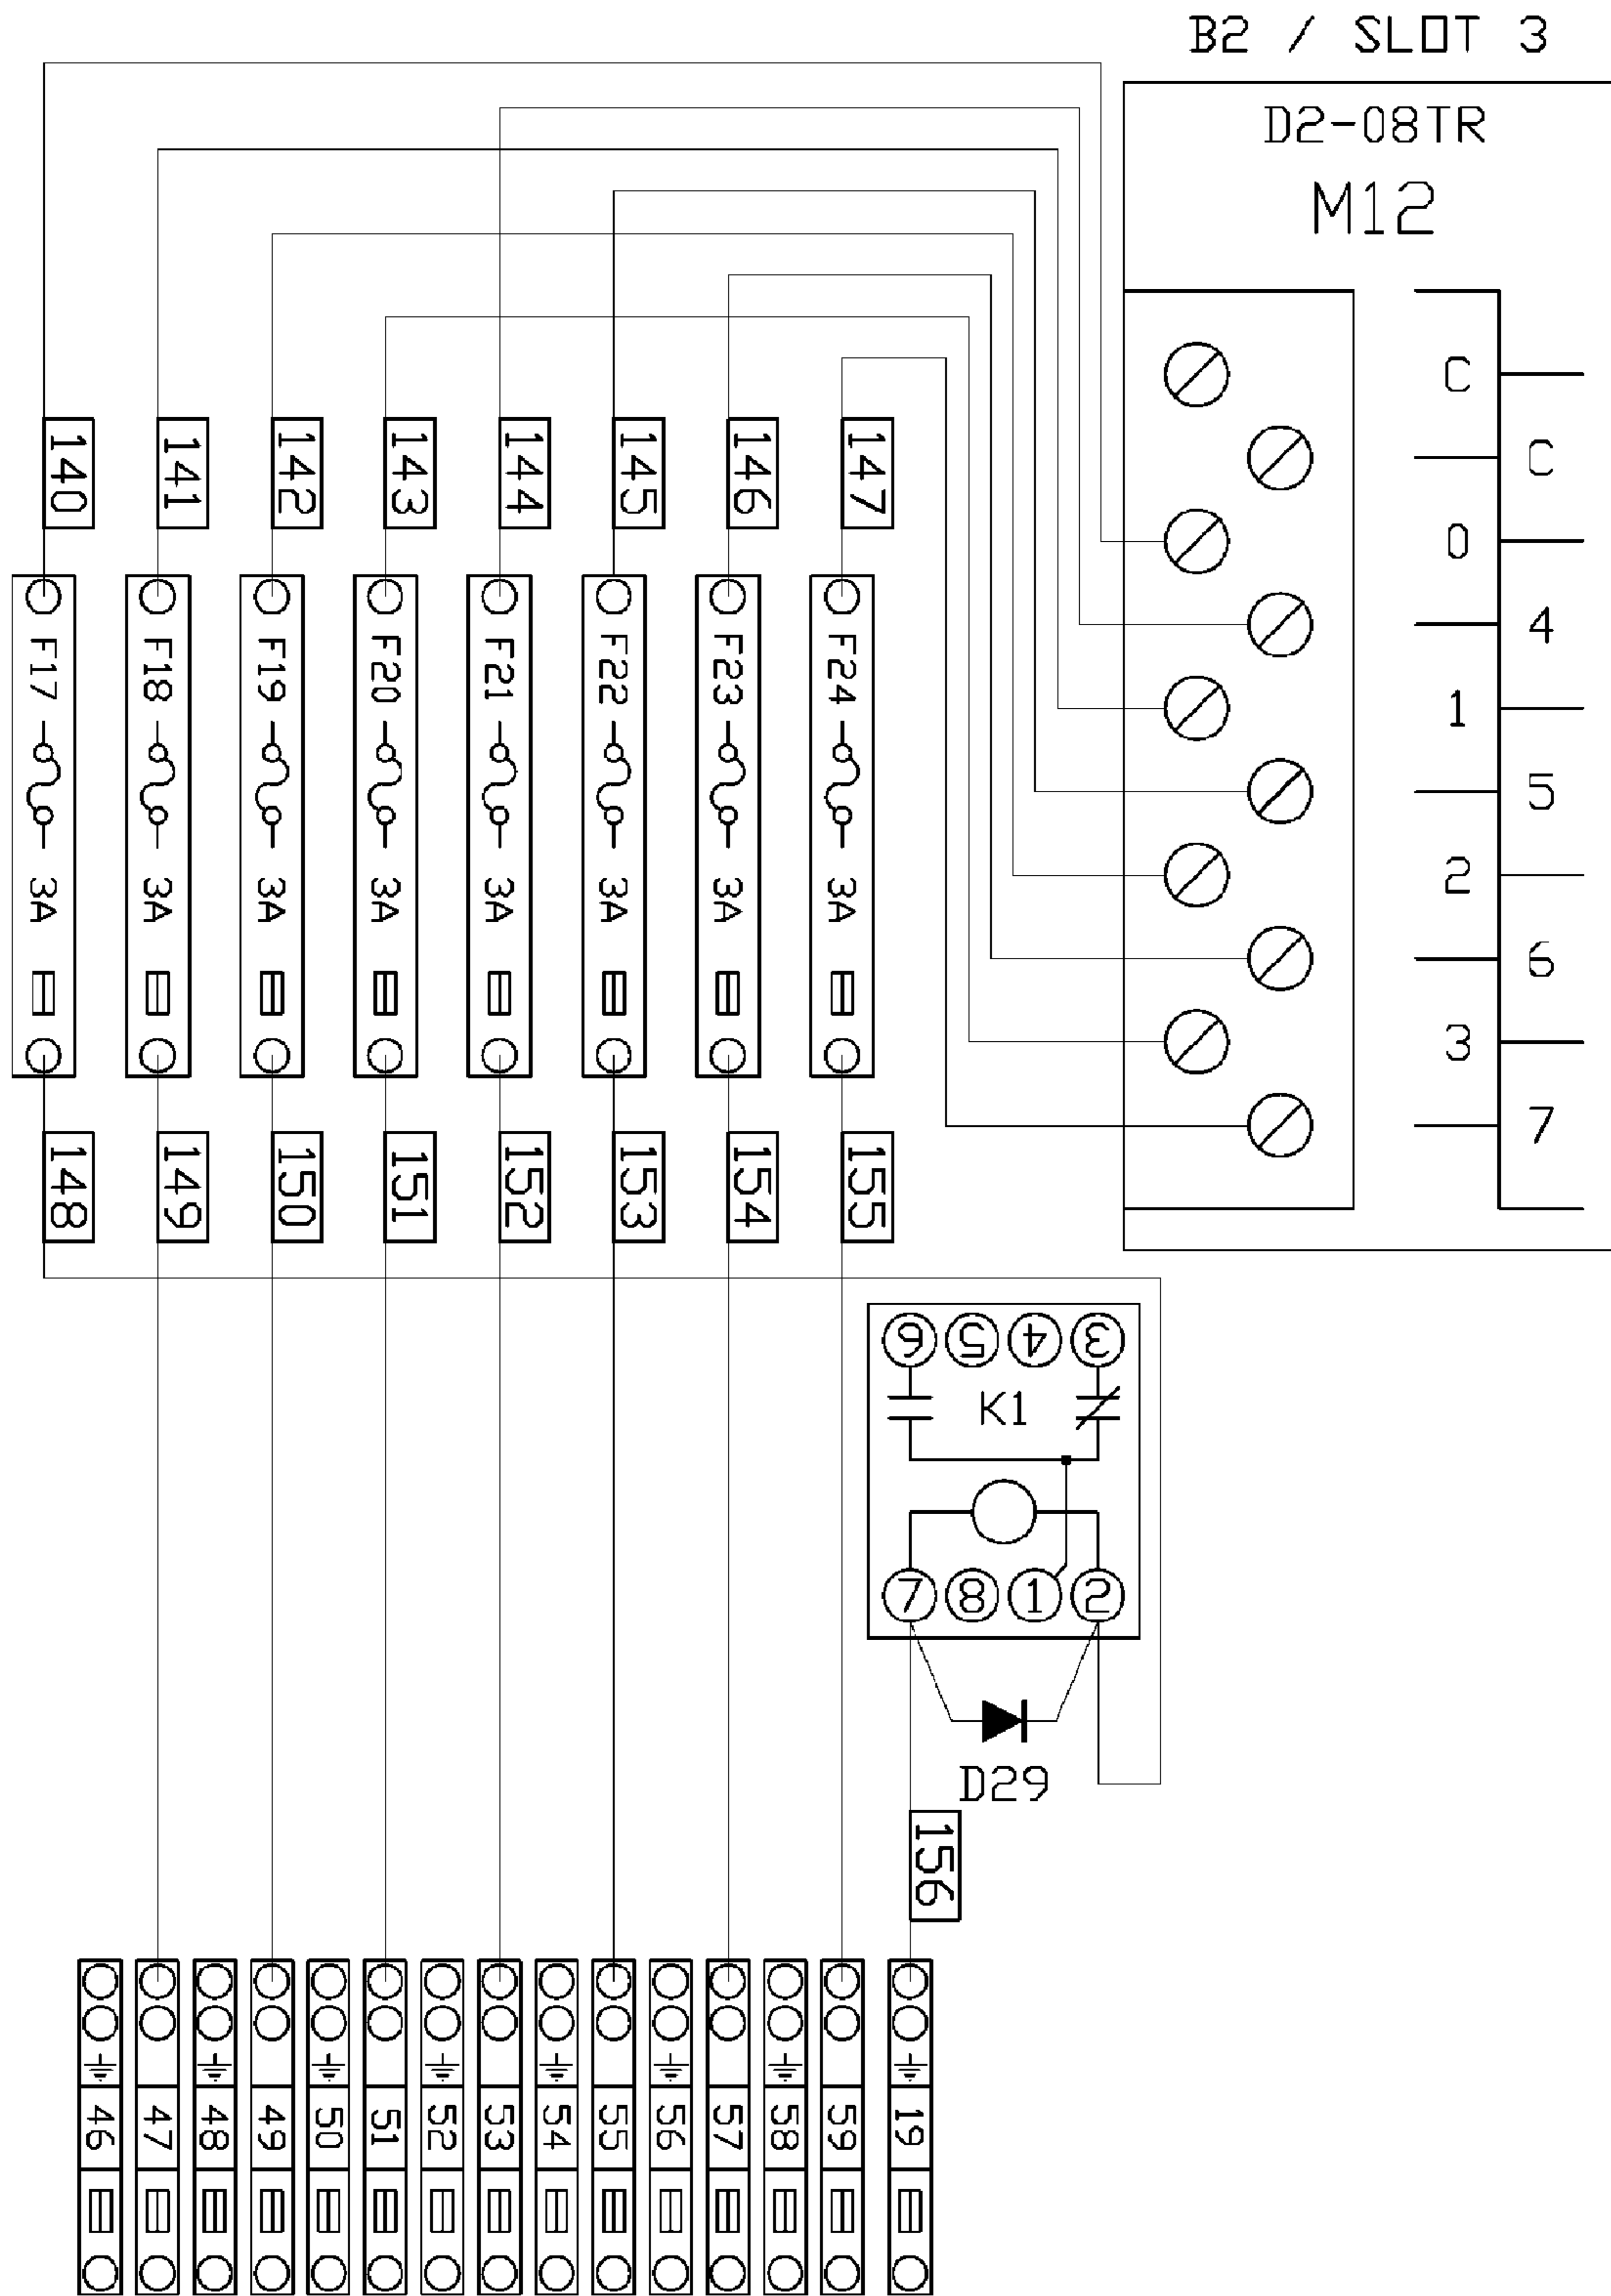 B2 / SLOT 3
D2-08TR
M12
C
C
0
4
1
5
2
6
3
7
140 141 142 143 144 145 146 147
F17 F18 F19 F20 F21 F22 F23 F24
3A 3A 3A 3A 3A 3A 3A 3A
148 149 150 151 152 153 154 155
6 5 4 3
K1
7 8 1 2
D29
156
46 47 48 49 50 51 52 53 54 55 56 57 58 59 19